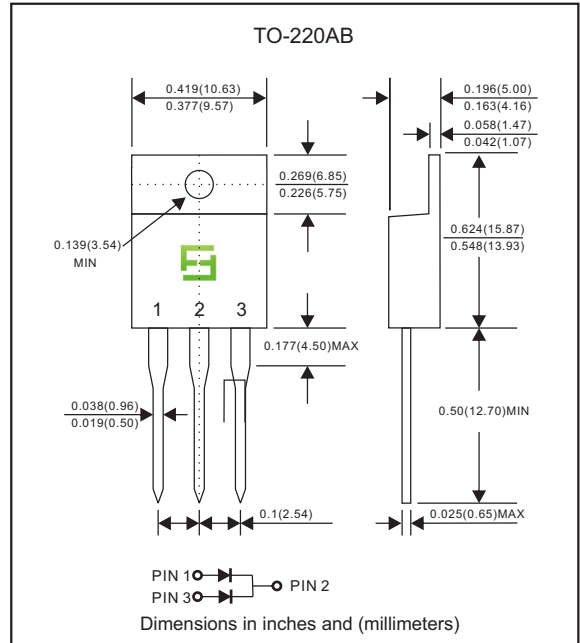 TO-220AB
0.419(10.63)
0.377(9.57)
0.196(5.00)
0.163(4.16)
0.058(1.47)
0.042(1.07)
0.269(6.85)
0.226(5.75)
0.624(15.87)
0.548(13.93)
0.139(3.54)
MIN
1 2 3
0.177(4.50)MAX
0.038(0.96)
0.019(0.50)
0.50(12.70)MIN
0.1(2.54)
0.025(0.65)MAX
PIN 1
PIN 2
PIN 3
Dimensions in inches and (millimeters)